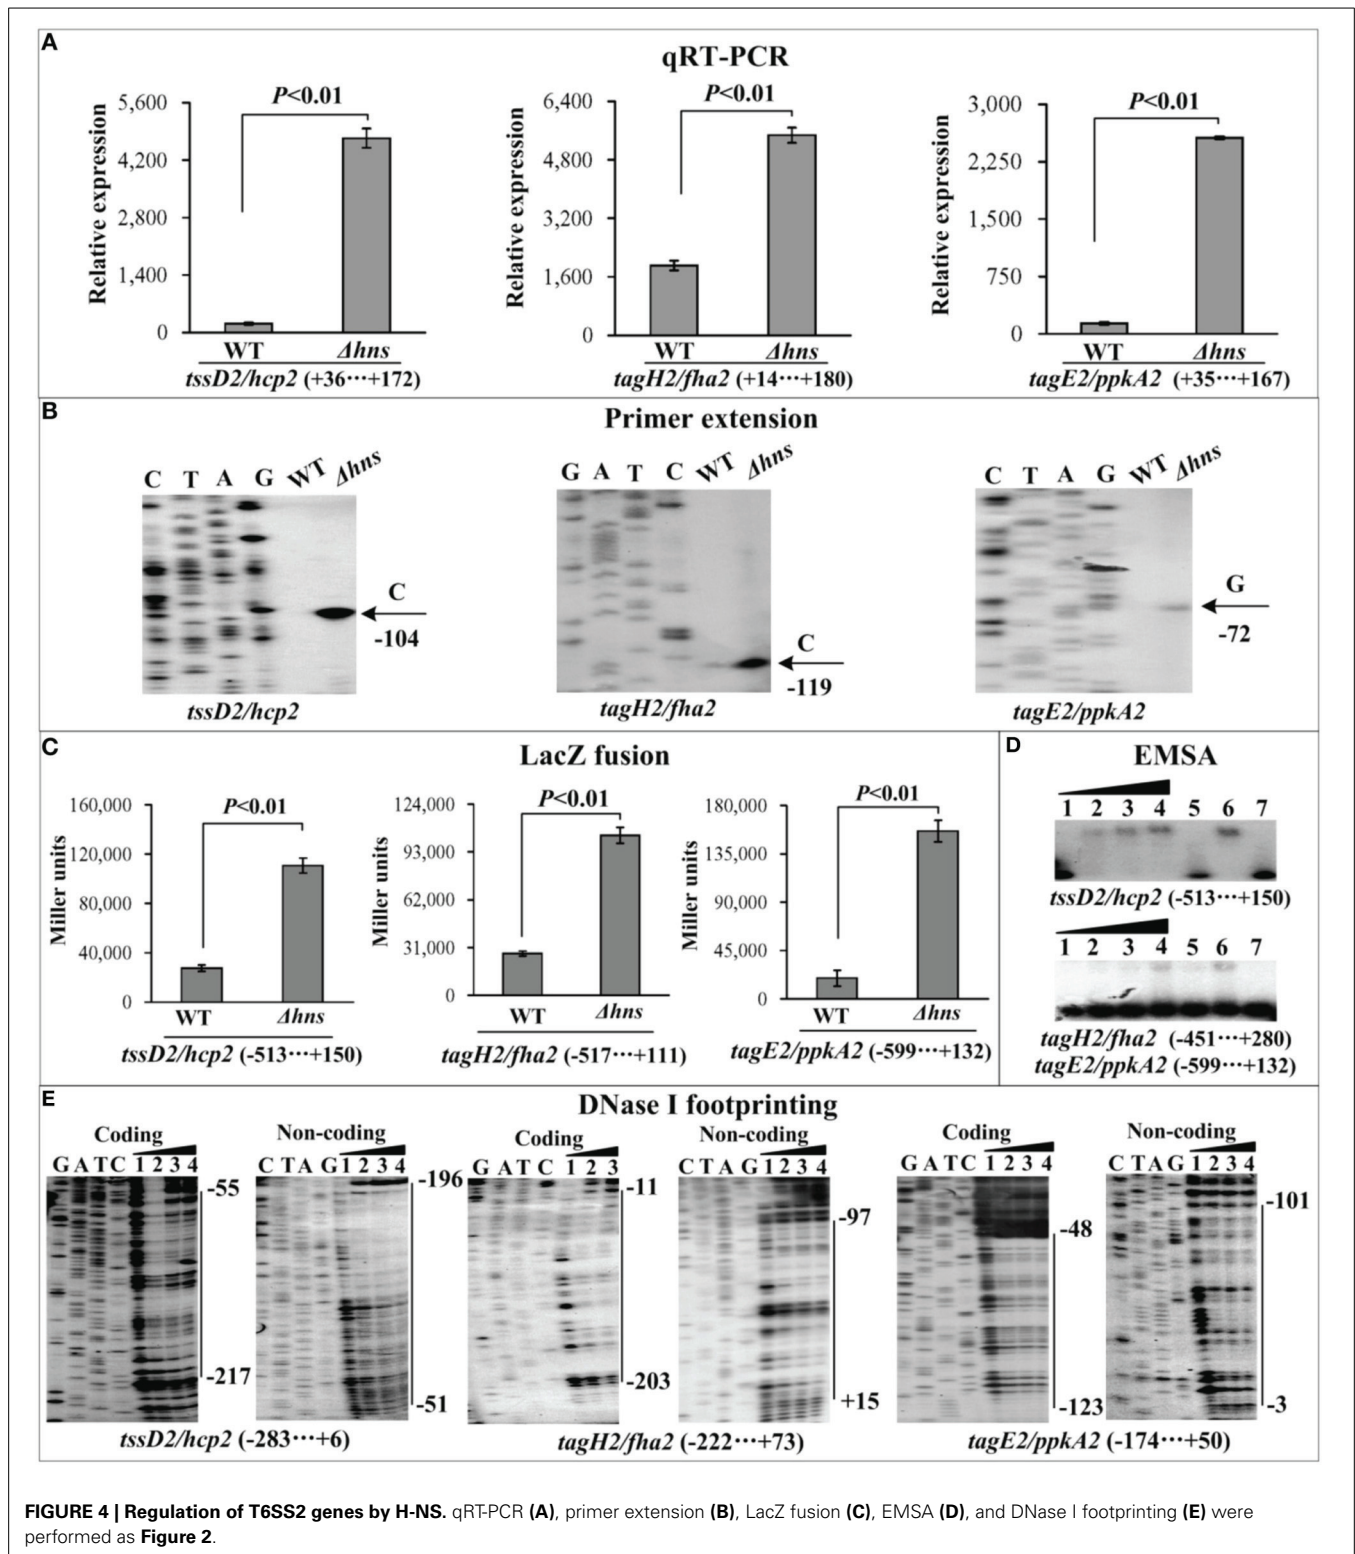 A
qRT-PCR
P<0.01
5,600
4,200
2,800
1,400
0
Relative expression
WT Δhns
tssD2/hcp2 (+36···+172)
P<0.01
6,400
4,800
3,200
1,600
0
Relative expression
WT Δhns
tagH2/fha2 (+14···+180)
P<0.01
3,000
2,250
1,500
750
0
Relative expression
WT Δhns
tagE2/ppkA2 (+35···+167)
B
Primer extension
C T A G WT Δhns
C
-104
tssD2/hcp2
G A T C WT Δhns
C
-119
tagH2/fha2
C T A G WT Δhns
G
-72
tagE2/ppkA2
C
LacZ fusion
P<0.01
160,000
120,000
80,000
40,000
0
Miller units
WT Δhns
tssD2/hcp2 (-513···+150)
P<0.01
124,000
93,000
62,000
31,000
0
Miller units
WT Δhns
tagH2/fha2 (-517···+111)
P<0.01
180,000
135,000
90,000
45,000
0
Miller units
WT Δhns
tagE2/ppkA2 (-599···+132)
D
EMSA
1 2 3 4 5 6 7
tssD2/hcp2 (-513···+150)
1 2 3 4 5 6 7
tagH2/fha2 (-451···+280)
tagE2/ppkA2 (-599···+132)
E
DNase I footprinting
Coding
G A T C 1 2 3 4
-55
-217
Non-coding
C T A G 1 2 3 4
-196
-51
tssD2/hcp2 (-283···+6)
Coding
G A T C 1 2 3
-11
-203
Non-coding
C T A G 1 2 3 4
-97
+15
tagH2/fha2 (-222···+73)
Coding
G A T C 1 2 3 4
-48
-123
Non-coding
C T A G 1 2 3 4
-101
-3
tagE2/ppkA2 (-174···+50)
FIGURE 4 | Regulation of T6SS2 genes by H-NS. qRT-PCR (A), primer extension (B), LacZ fusion (C), EMSA (D), and DNase I footprinting (E) were
performed as Figure 2.